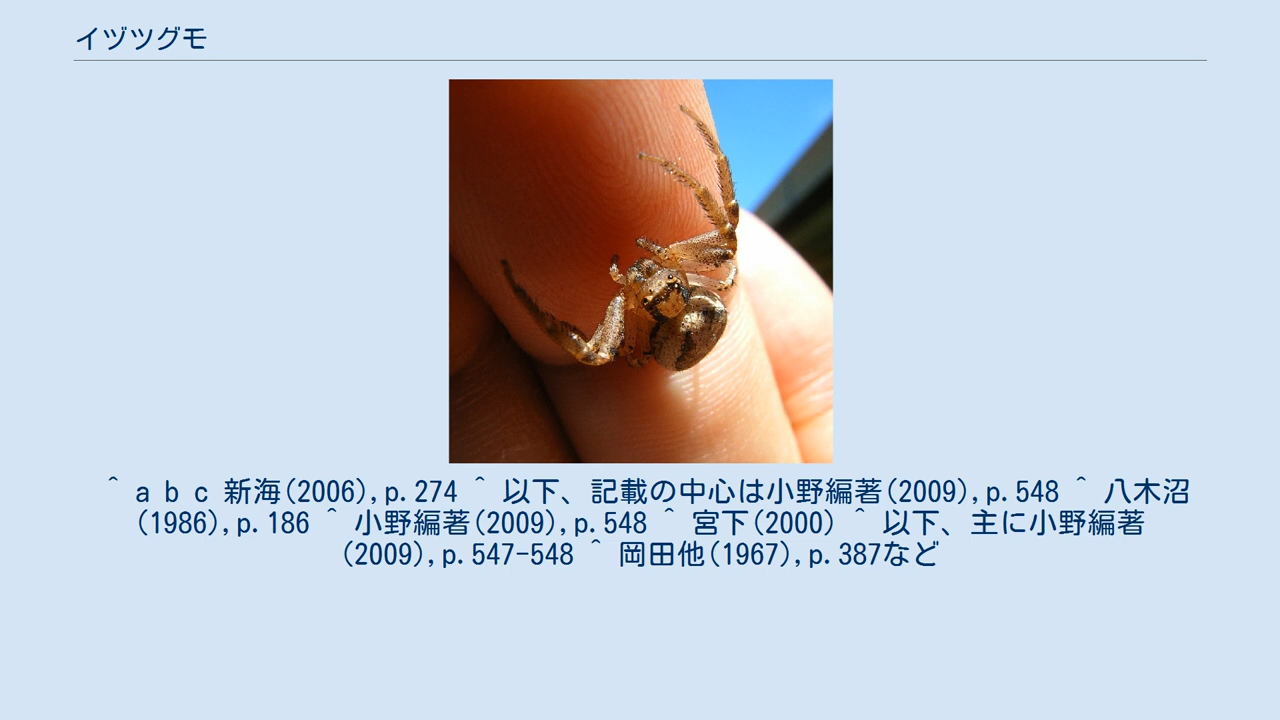 イヅツグモ
^ a b c 新海(2006),p.274 ^ 以下、記載の中心は小野編著(2009),p.548 ^ 八木沼
(1986),p.186 ^ 小野編著(2009),p.548 ^ 宮下(2000) ^ 以下、主に小野編著
(2009),p.547-548 ^ 岡田他(1967),p.387など